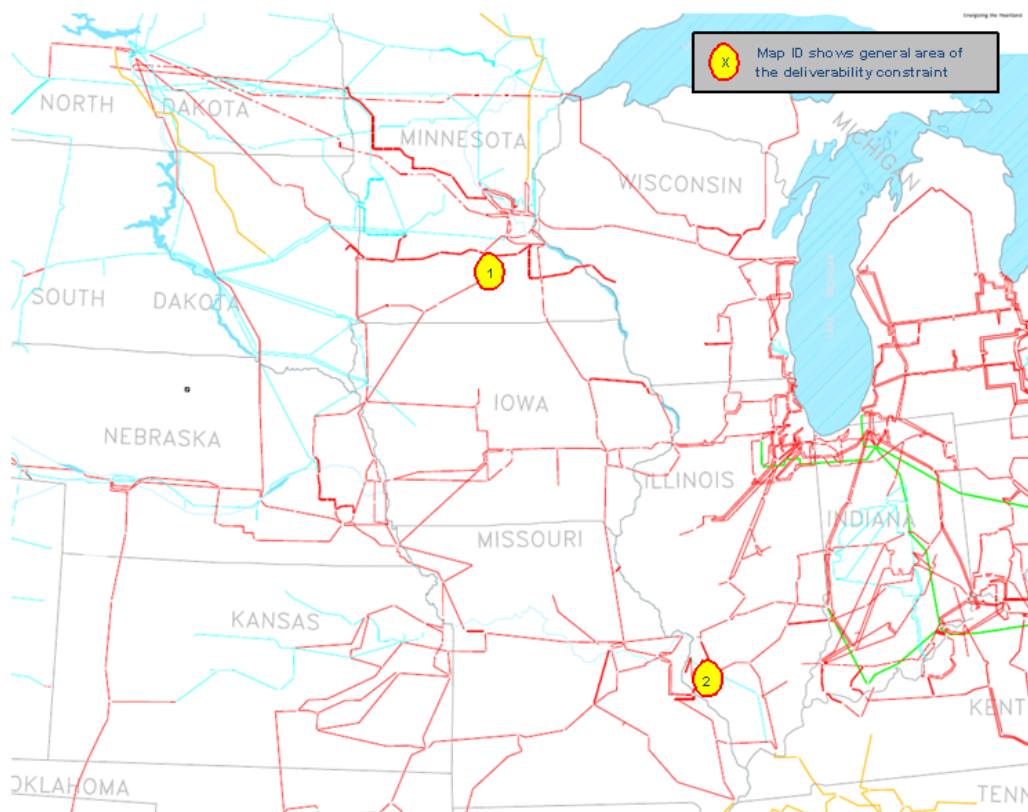 Energizing the Heartland
X
Map ID shows general area of
the deliverability constraint
NORTH DAKOTA
MINNESOTA
MICHIGAN
WISCONSIN
1
SOUTH DAKOTA
IOWA
NEBRASKA
ILLINOIS
INDIANA
MISSOURI
KANSAS
2
KENT
OKLAHOMA
TENN